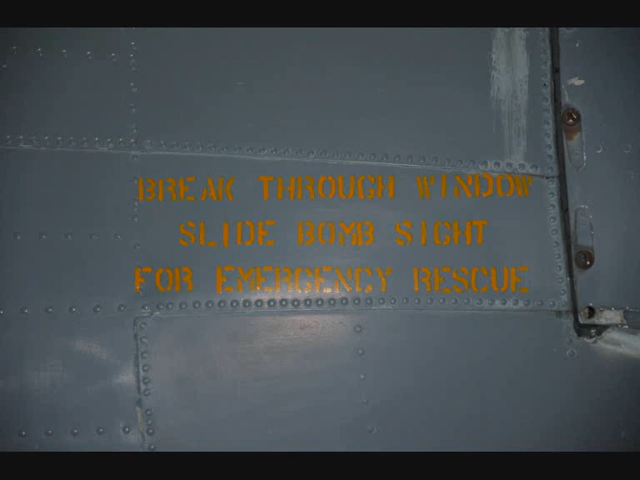 BREAK THROUGH WINDOW
SLIDE BOMB SIGHT
FOR EMERGENCY RESCUE